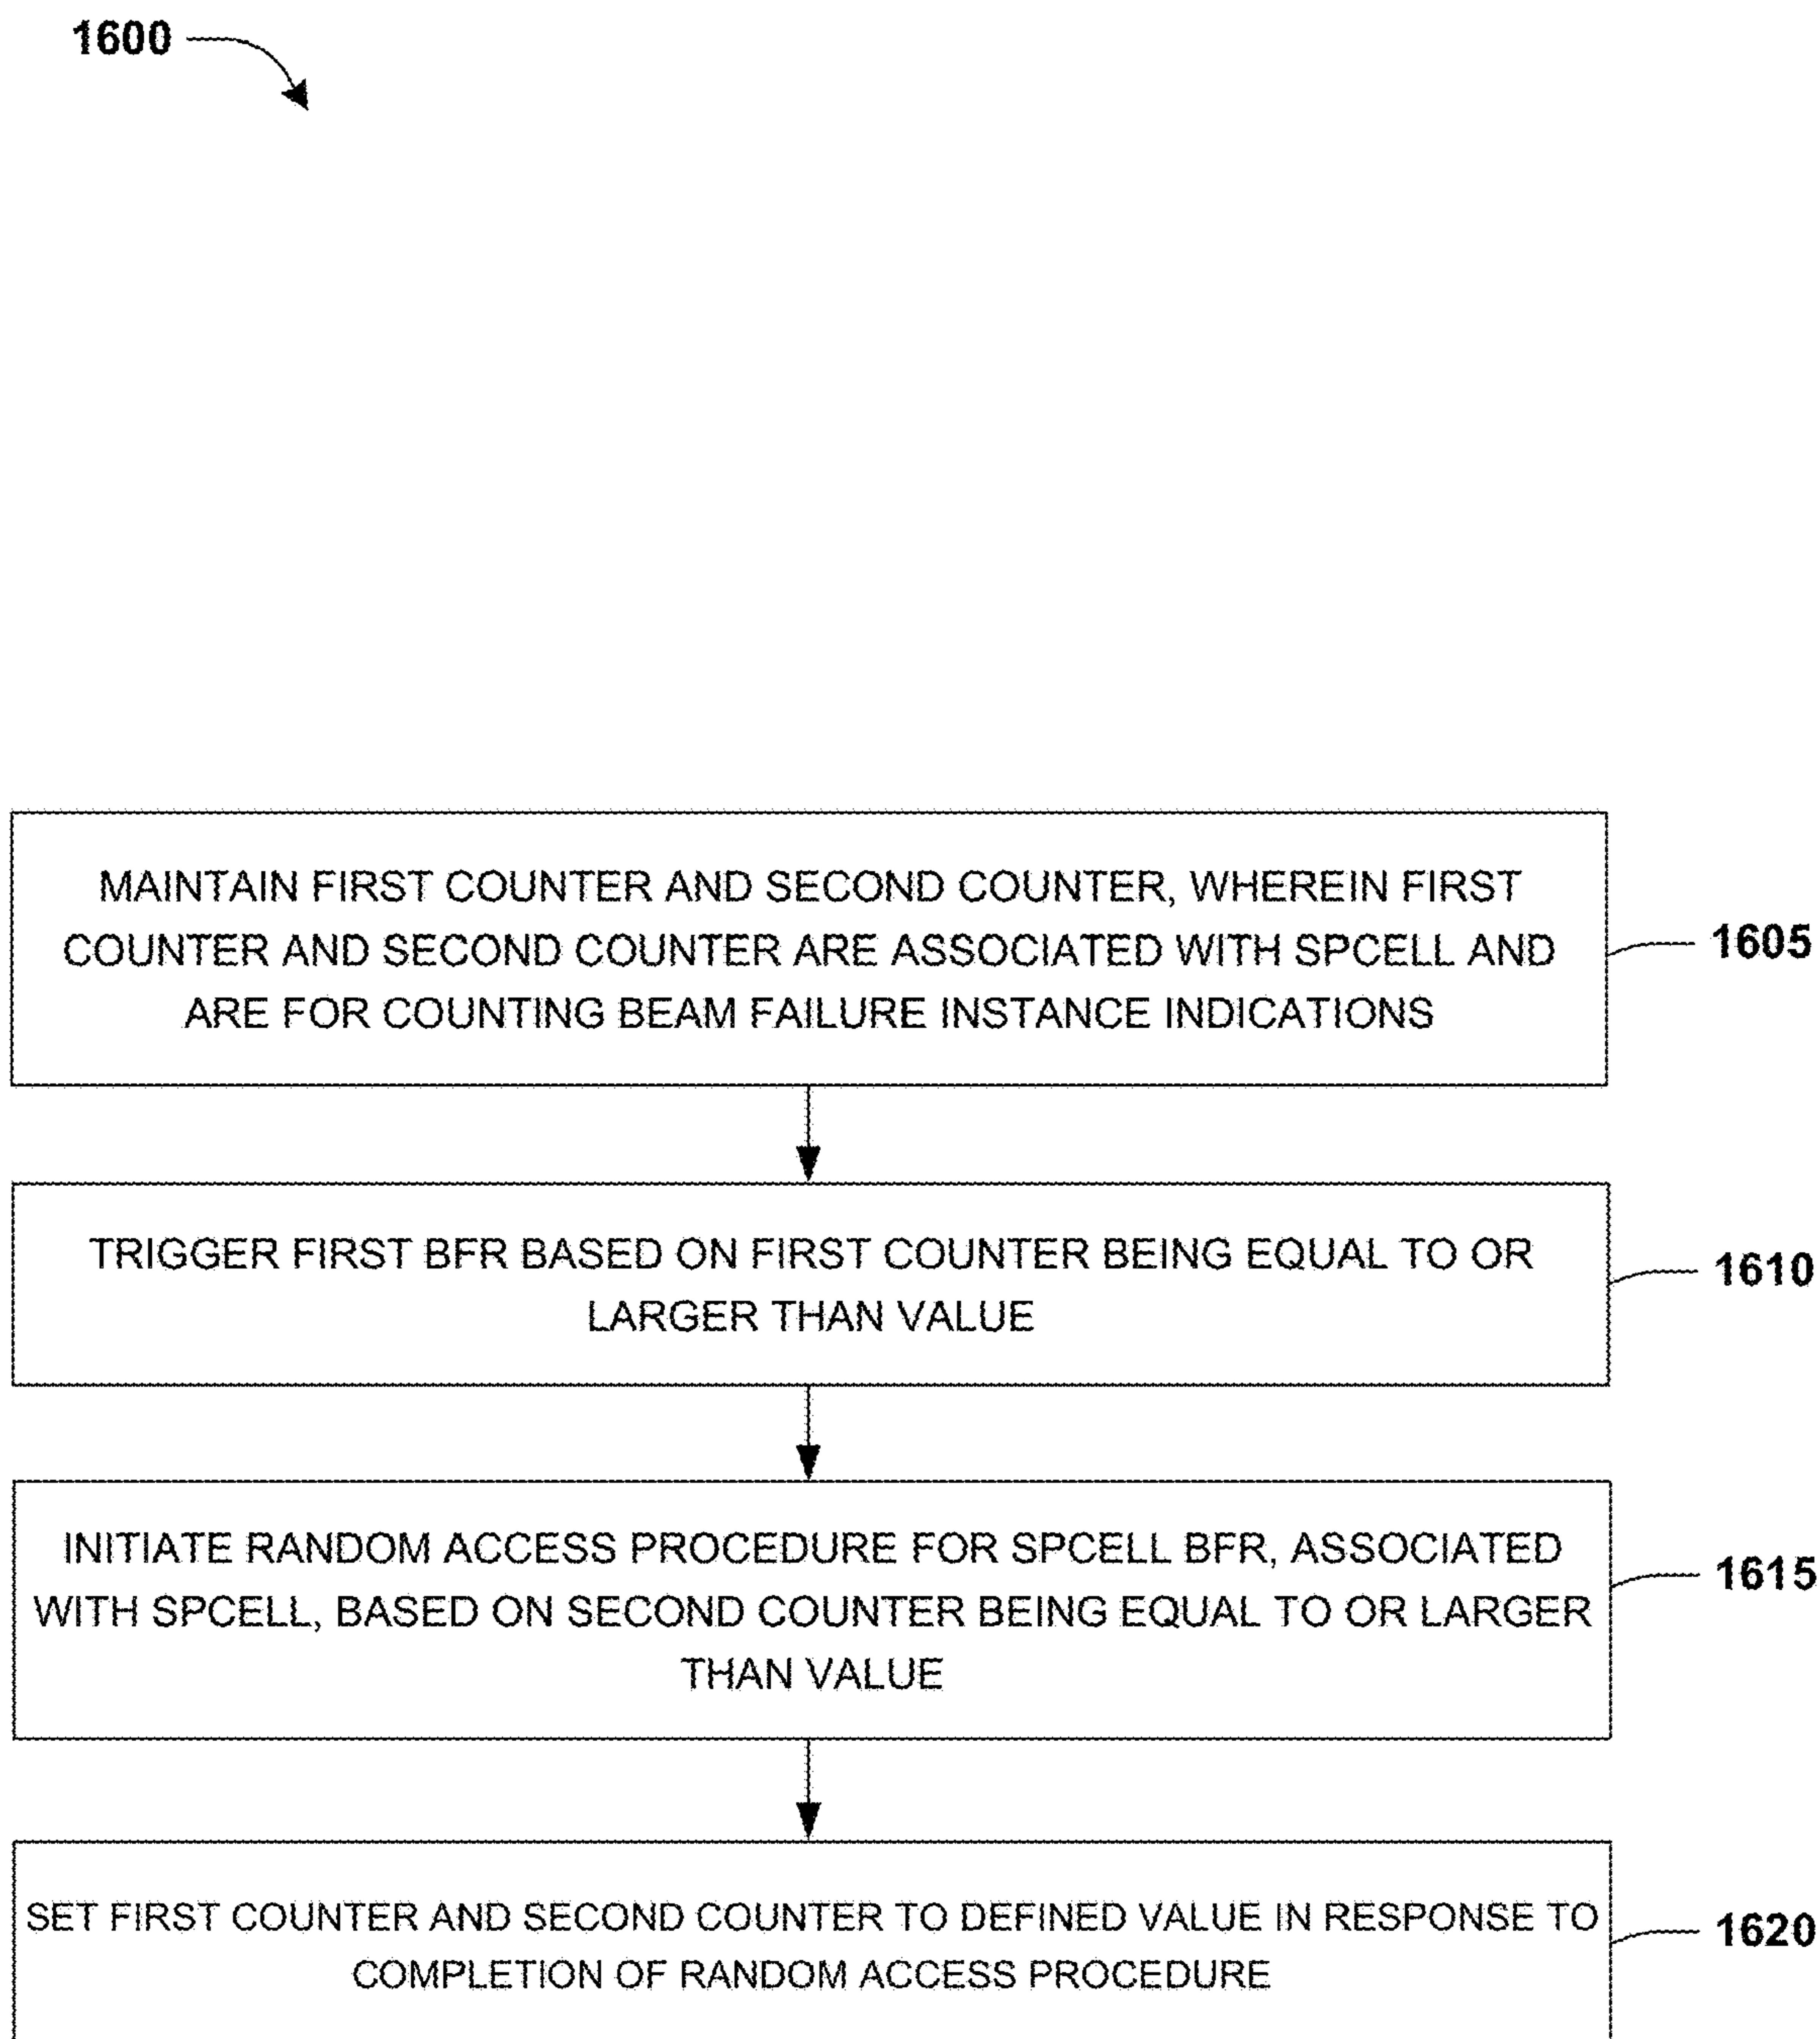 1600
MAINTAIN FIRST COUNTER AND SECOND COUNTER, WHEREIN FIRST
COUNTER AND SECOND COUNTER ARE ASSOCIATED WITH SPCELL AND
ARE FOR COUNTING BEAM FAILURE INSTANCE INDICATIONS
1605
TRIGGER FIRST BFR BASED ON FIRST COUNTER BEING EQUAL TO OR
LARGER THAN VALUE
1610
INITIATE RANDOM ACCESS PROCEDURE FOR SPCELL BFR, ASSOCIATED
WITH SPCELL, BASED ON SECOND COUNTER BEING EQUAL TO OR LARGER
THAN VALUE
1615
SET FIRST COUNTER AND SECOND COUNTER TO DEFINED VALUE IN RESPONSE TO
COMPLETION OF RANDOM ACCESS PROCEDURE
1620